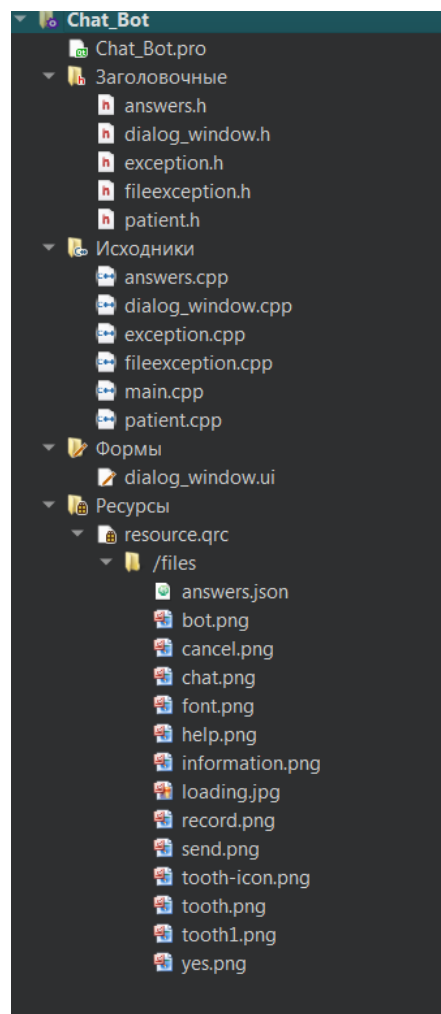 Chat_Bot
Chat_Bot.pro
Заголовочные
answers.h
dialog_window.h
exception.h
fileexception.h
patient.h
Исходники
answers.cpp
dialog_window.cpp
exception.cpp
fileexception.cpp
main.cpp
patient.cpp
Формы
dialog_window.ui
Ресурсы
resource.qrc
/files
answers.json
bot.png
cancel.png
chat.png
font.png
help.png
information.png
loading.jpg
record.png
send.png
tooth-icon.png
tooth.png
tooth1.png
yes.png